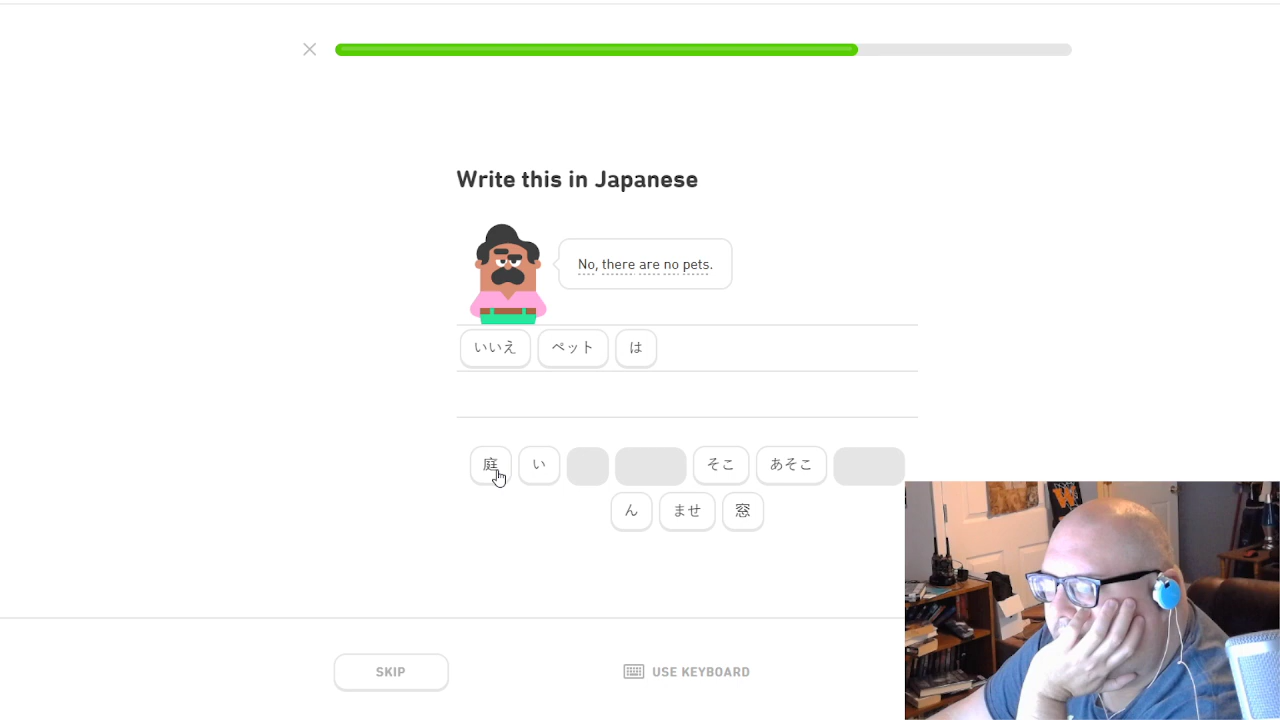 Write this in Japanese
No, there are no pets.
いいえ ペット は
庭 い そこ あそこ
ん ませ 窓
SKIP USE KEYBOARD